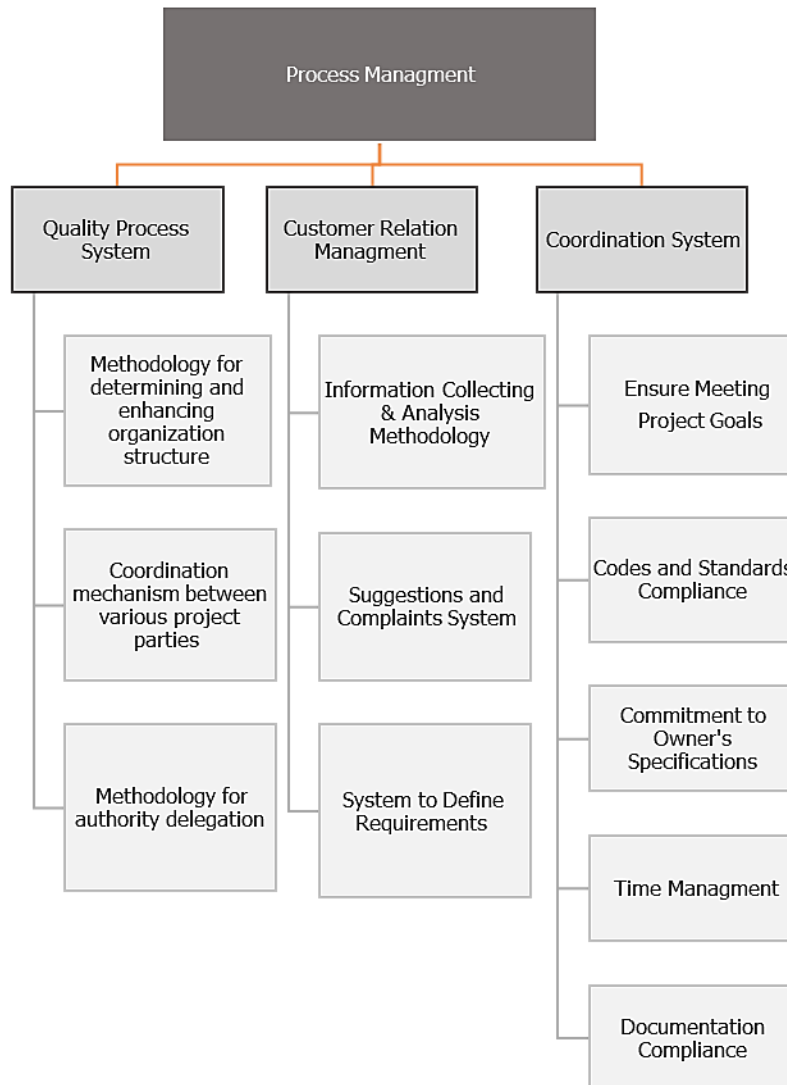 Process Managment
Quality Process
System
Customer Relation
Managment
Coordination System
Methodology for
determining and
enhancing
organization
structure
Coordination
mechanism between
various project
parties
Methodology for
authority delegation
Information Collecting
& Analysis
Methodology
Suggestions and
Complaints System
System to Define
Requirements
Ensure Meeting
Project Goals
Codes and Standards
Compliance
Commitment to
Owner's
Specifications
Time Managment
Documentation
Compliance